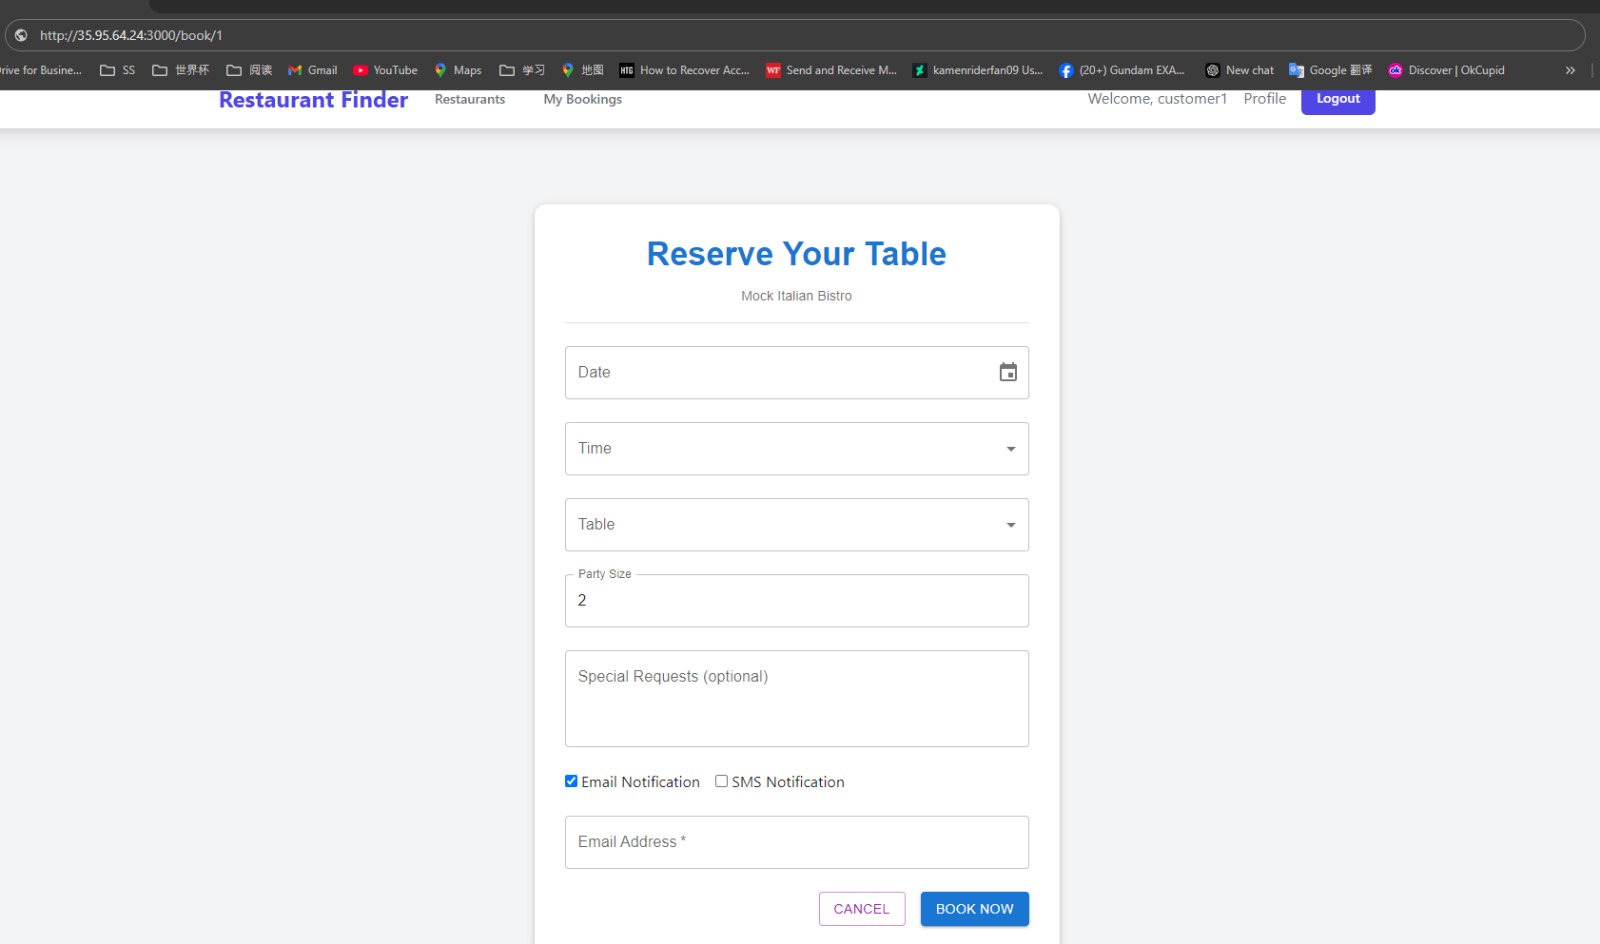 http://35.95.64.24:3000/book/1
rive for Busine... SS 世界杯 阅读 Gmail YouTube Maps 学习 地图 HTG How to Recover Acc... WF Send and Receive M... kamenriderfan09 Us... (20+) Gundam EXA... New chat Google 翻译 Discover | OkCupid »
Restaurant Finder Restaurants My Bookings Welcome, customer1 Profile Logout
Reserve Your Table
Mock Italian Bistro
Date
Time
Table
Party Size
2
Special Requests (optional)
Email Notification SMS Notification
Email Address *
CANCEL BOOK NOW